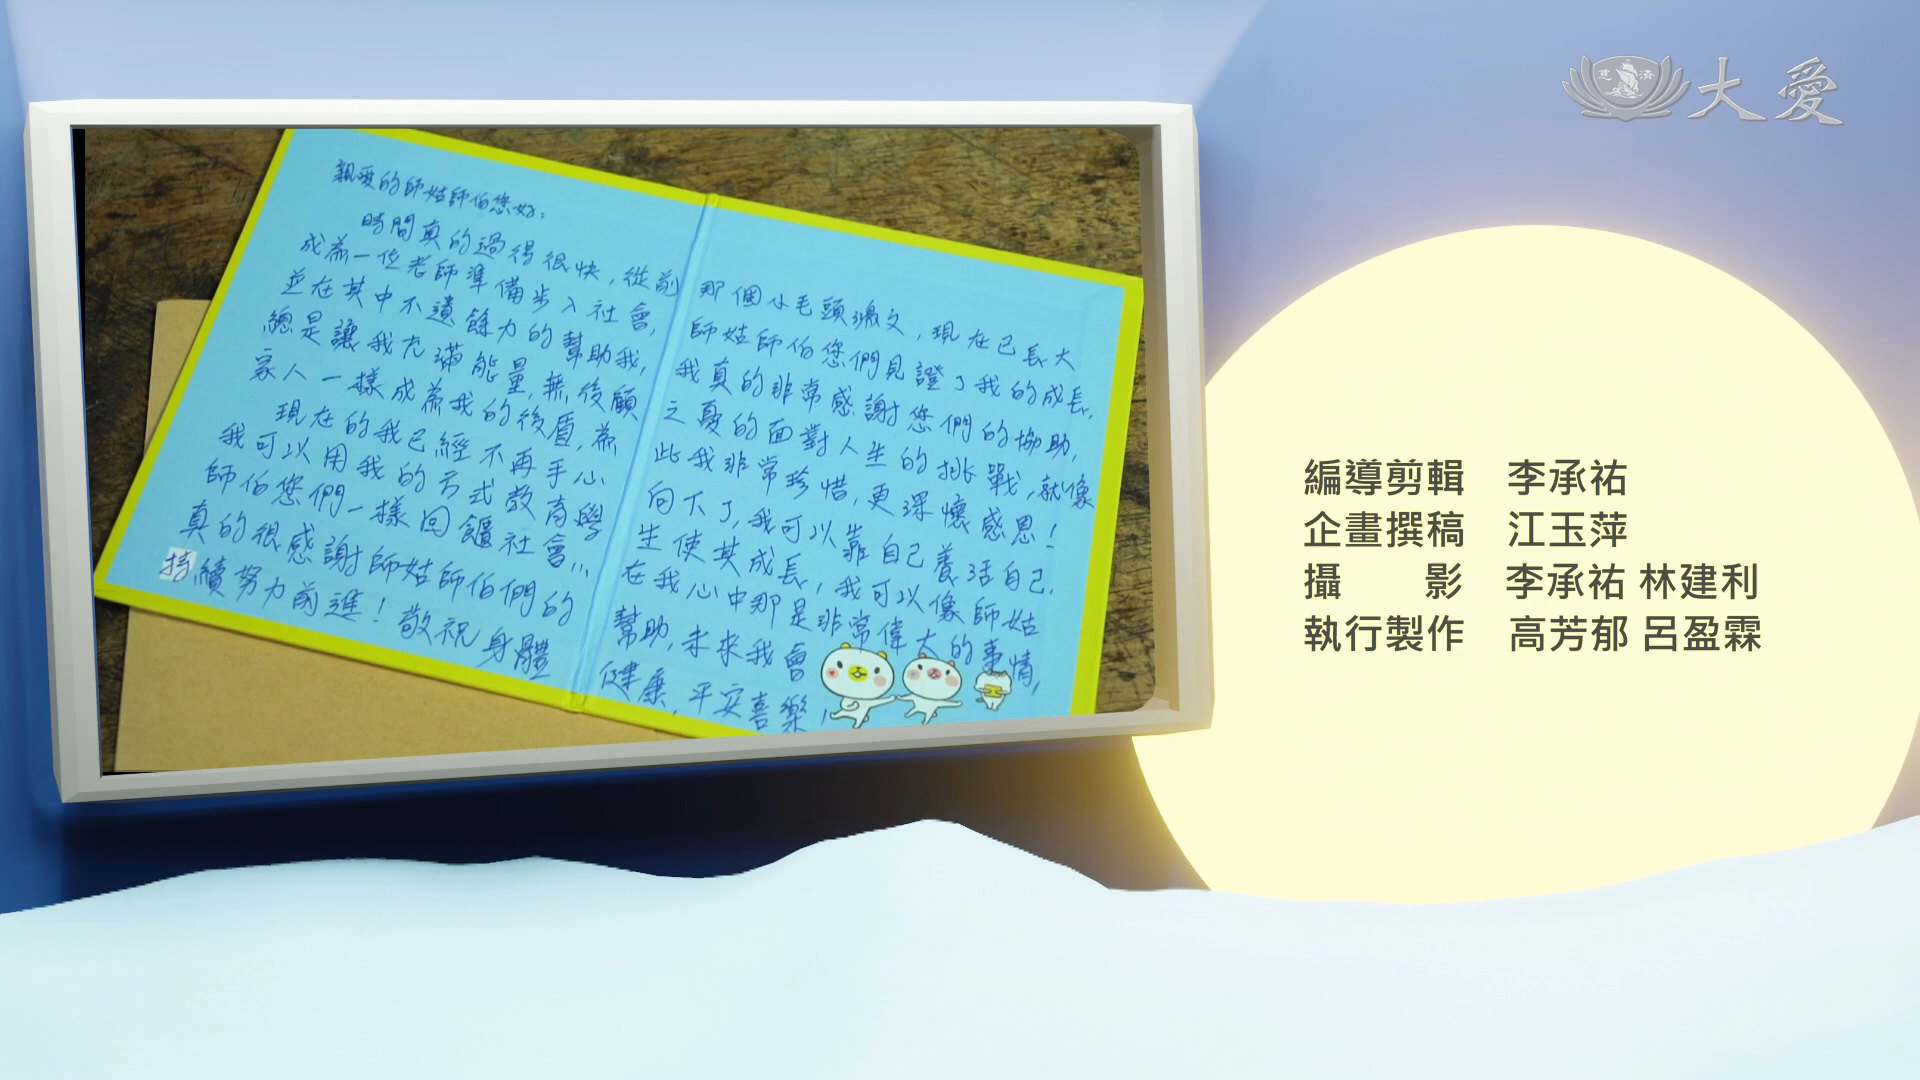 大愛
慈濟
親愛的師姑師伯您好：
時間真的過得很快，從前那個小毛頭文，現在已長大
成為一位老師準備步入社會，師姑師伯您們見證了我的成長，
並在其中不遺餘力的幫助我，我真的非常感謝您們的協助，
總是讓我充滿能量，無後顧之憂的面對人生的挑戰，就像
家人一樣成為我的後盾，為此我非常珍惜，更深懷感恩！
現在的我已經不再手心向下了，我可以靠自己養活自己，
我可以用我的方式教育學生使其成長，我可以像師姑
師伯您們一樣回饋社會...在我心中那是非常偉大的事情，
真的很感謝師姑師伯們的幫助，未來我會
持續努力前進！敬祝身體健康，平安喜樂！
編導剪輯 李承祐
企畫撰稿 江玉萍
攝影 李承祐 林建利
執行製作 高芳郁 呂盈霖